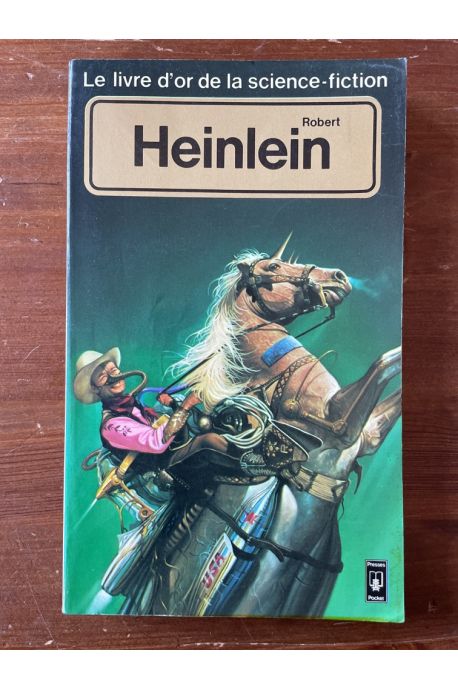 Le livre d'or de la science-fiction
Robert
Heinlein
USA
Presses
Pocket